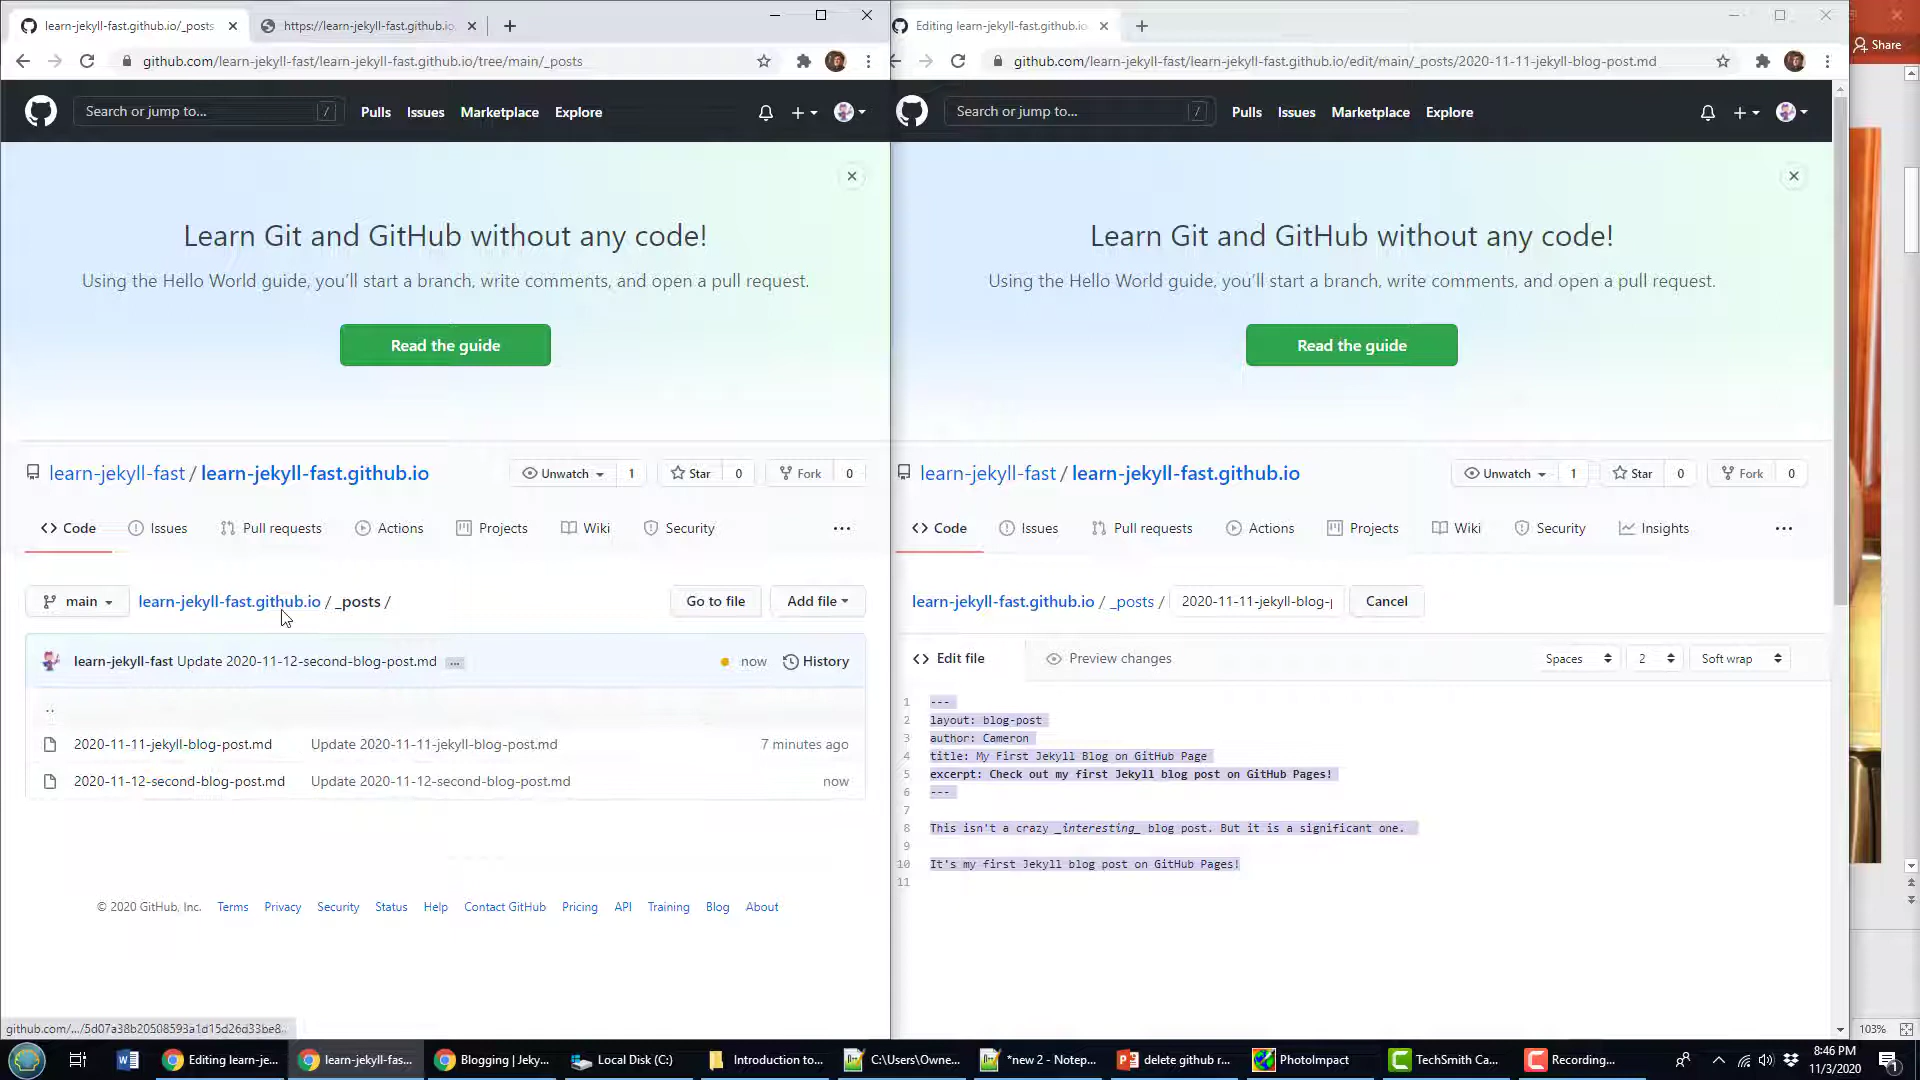 learn-jekyll-fast.github.io/_posts
https://learn-jekyll-fast.github.io
github.com/learn-jekyll-fast/learn-jekyll-fast.github.io/tree/main/_posts
Search or jump to... /
Pulls Issues Marketplace Explore
Learn Git and GitHub without any code!
Using the Hello World guide, you'll start a branch, write comments, and open a pull request.
Read the guide
learn-jekyll-fast / learn-jekyll-fast.github.io
Unwatch 1 Star 0 Fork 0
Code Issues Pull requests Actions Projects Wiki Security ...
main learn-jekyll-fast.github.io / _posts /
Go to file Add file
learn-jekyll-fast Update 2020-11-12-second-blog-post.md ... now History
..
2020-11-11-jekyll-blog-post.md Update 2020-11-11-jekyll-blog-post.md 7 minutes ago
2020-11-12-second-blog-post.md Update 2020-11-12-second-blog-post.md now
© 2020 GitHub, Inc. Terms Privacy Security Status Help Contact GitHub Pricing API Training Blog About
github.com/.../5d07a38b20508593a1d15d26d33be8...
Editing learn-jekyll-fast.github.io
github.com/learn-jekyll-fast/learn-jekyll-fast.github.io/edit/main/_posts/2020-11-11-jekyll-blog-post.md
Search or jump to... /
Pulls Issues Marketplace Explore
Learn Git and GitHub without any code!
Using the Hello World guide, you'll start a branch, write comments, and open a pull request.
Read the guide
learn-jekyll-fast / learn-jekyll-fast.github.io
Unwatch 1 Star 0 Fork 0
Code Issues Pull requests Actions Projects Wiki Security Insights ...
learn-jekyll-fast.github.io / _posts / 2020-11-11-jekyll-blog-p Cancel
Edit file Preview changes Spaces 2 Soft wrap
1 ---
2 layout: blog-post
3 author: Cameron
4 title: My First Jekyll Blog on GitHub Page
5 excerpt: Check out my first Jekyll blog post on GitHub Pages!
6 ---
7
8 This isn't a crazy _interesting_ blog post. But it is a significant one.
9
10 It's my first Jekyll blog post on GitHub Pages!
11
Share
103%
Editing learn-je...
learn-jekyll-fas...
Blogging | Jeky...
Local Disk (C:)
Introduction to...
C:\Users\Owne...
*new 2 - Notep...
delete github r...
PhotoImpact
TechSmith Ca...
Recording...
8:46 PM
11/3/2020
1